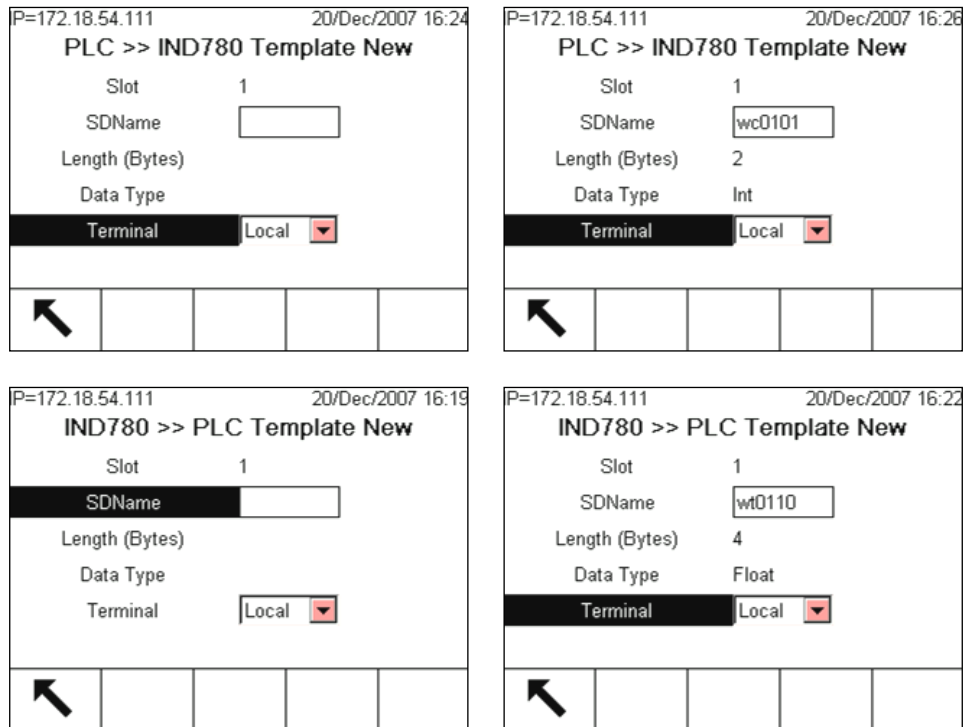 IP=172.18.54.111 20/Dec/2007 16:24
PLC >> IND780 Template New
Slot 1
SDName
Length (Bytes)
Data Type
Terminal Local
IP=172.18.54.111 20/Dec/2007 16:26
PLC >> IND780 Template New
Slot 1
SDName wc0101
Length (Bytes) 2
Data Type Int
Terminal Local
IP=172.18.54.111 20/Dec/2007 16:19
IND780 >> PLC Template New
Slot 1
SDName
Length (Bytes)
Data Type
Terminal Local
IP=172.18.54.111 20/Dec/2007 16:22
IND780 >> PLC Template New
Slot 1
SDName wt0110
Length (Bytes) 4
Data Type Float
Terminal Local